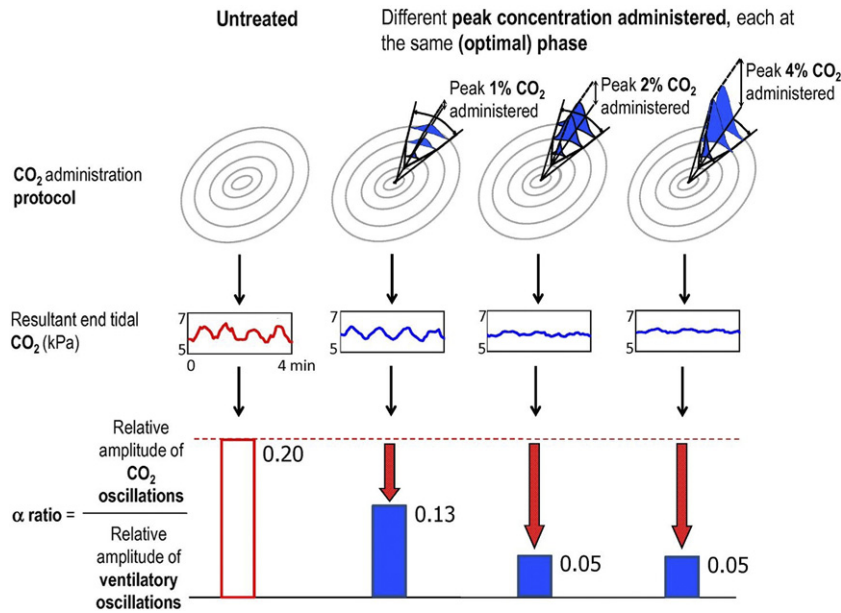 Untreated
Different peak concentration administered, each at
the same (optimal) phase
Peak 1% CO₂
administered
Peak 2% CO₂
administered
Peak 4% CO₂
administered
CO₂ administration
protocol
Resultant end tidal
CO₂ (kPa)
7
5
0
4 min
7
5
7
5
7
5
Relative
amplitude of
CO₂
oscillations
α ratio =
Relative
amplitude of
ventilatory
oscillations
0.20
0.13
0.05
0.05